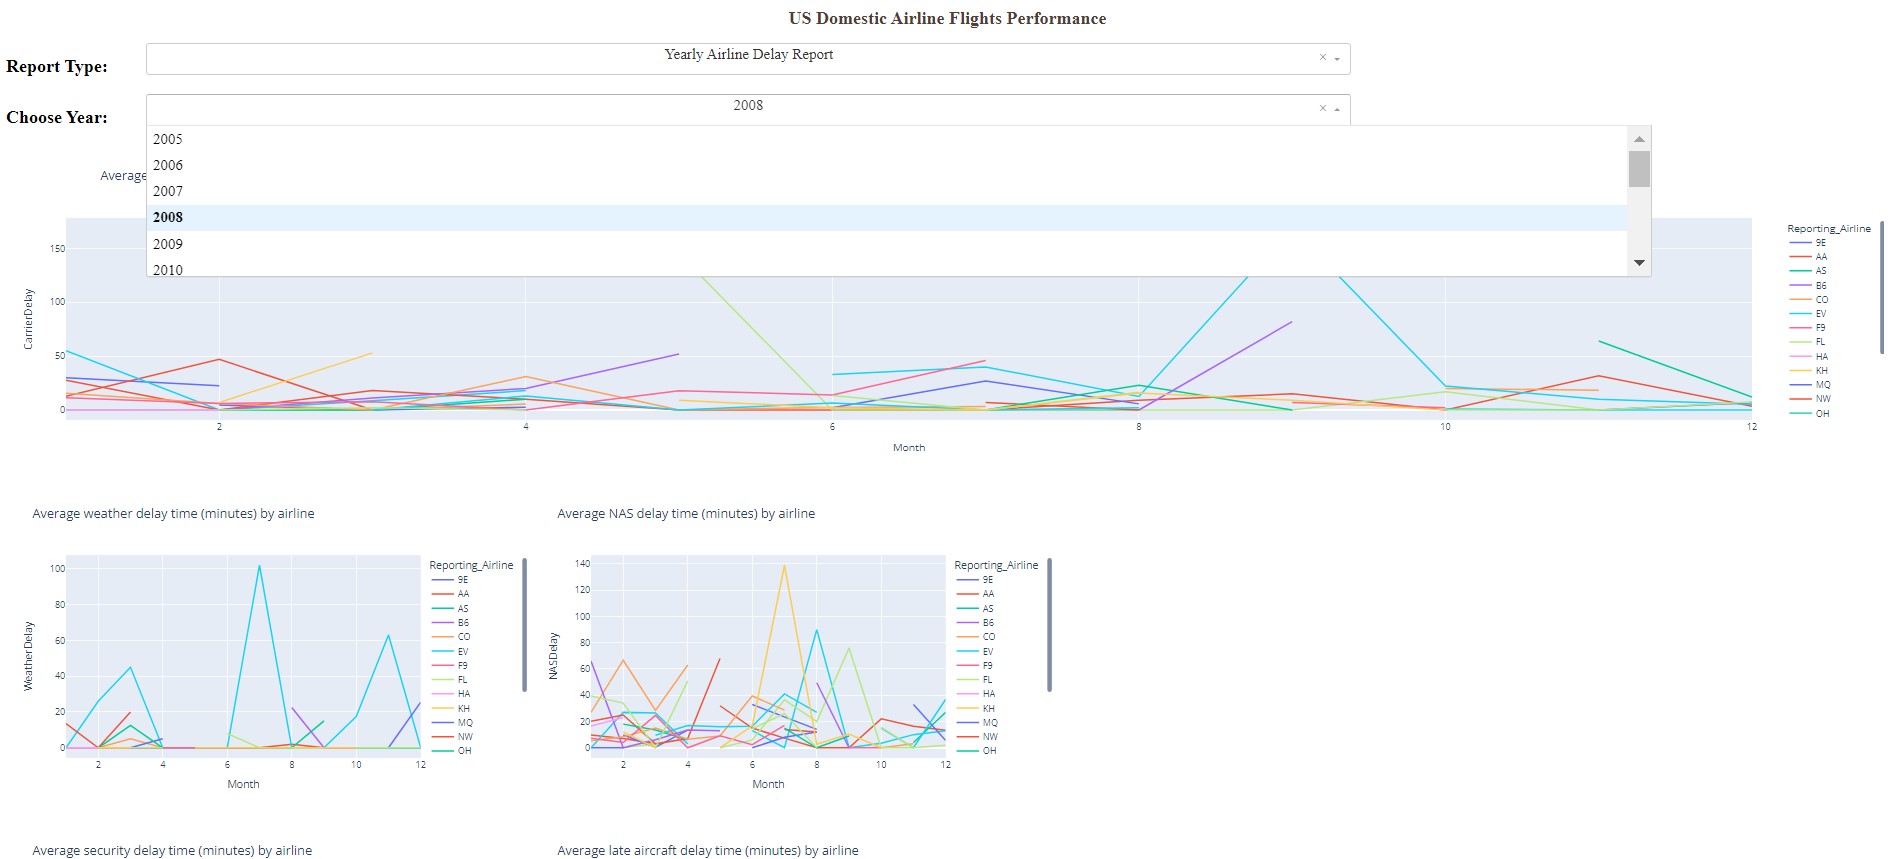 US Domestic Airline Flights Performance
Report Type:
Yearly Airline Delay Report
× 
Choose Year:
2008
× 
2005
2006
2007
2008
2009
2010
Average
CarrierDelay
150
100
50
0
2 4 6 8 10 12
Month
Reporting_Airline
9E
AA
AS
B6
CO
EV
F9
FL
HA
KH
MQ
NW
OH
Average weather delay time (minutes) by airline
WeatherDelay
100
80
60
40
20
0
2 4 6 8 10 12
Month
Reporting_Airline
9E
AA
AS
B6
CO
EV
F9
FL
HA
KH
MQ
NW
OH
Average NAS delay time (minutes) by airline
NASDelay
140
120
100
80
60
40
20
0
2 4 6 8 10 12
Month
Reporting_Airline
9E
AA
AS
B6
CO
EV
F9
FL
HA
KH
MQ
NW
OH
Average security delay time (minutes) by airline
Average late aircraft delay time (minutes) by airline